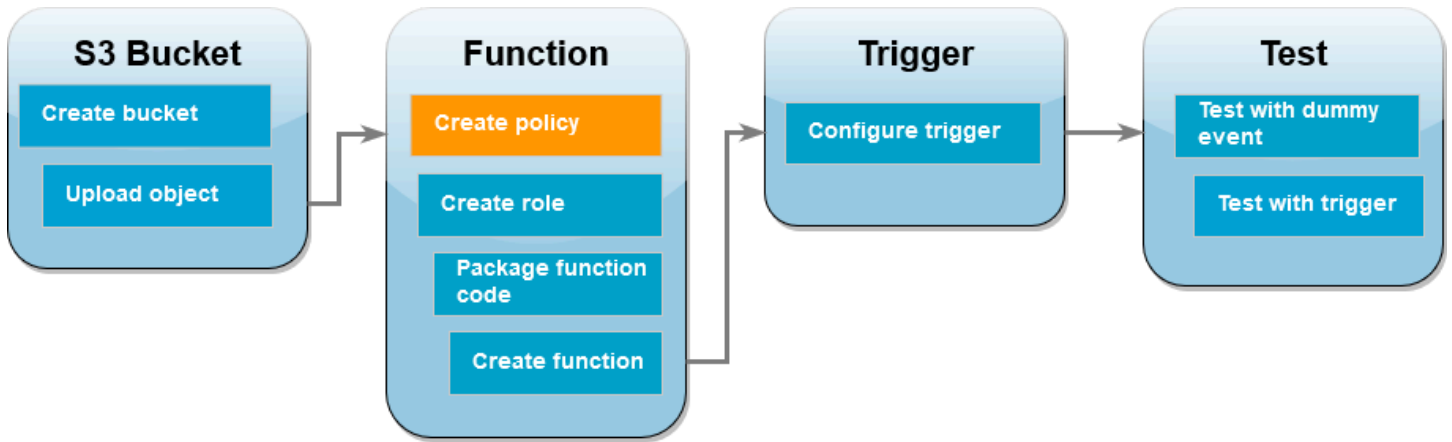 S3 Bucket
Create bucket
Upload object
Function
Create policy
Create role
Package function
code
Create function
Trigger
Configure trigger
Test
Test with dummy
event
Test with trigger